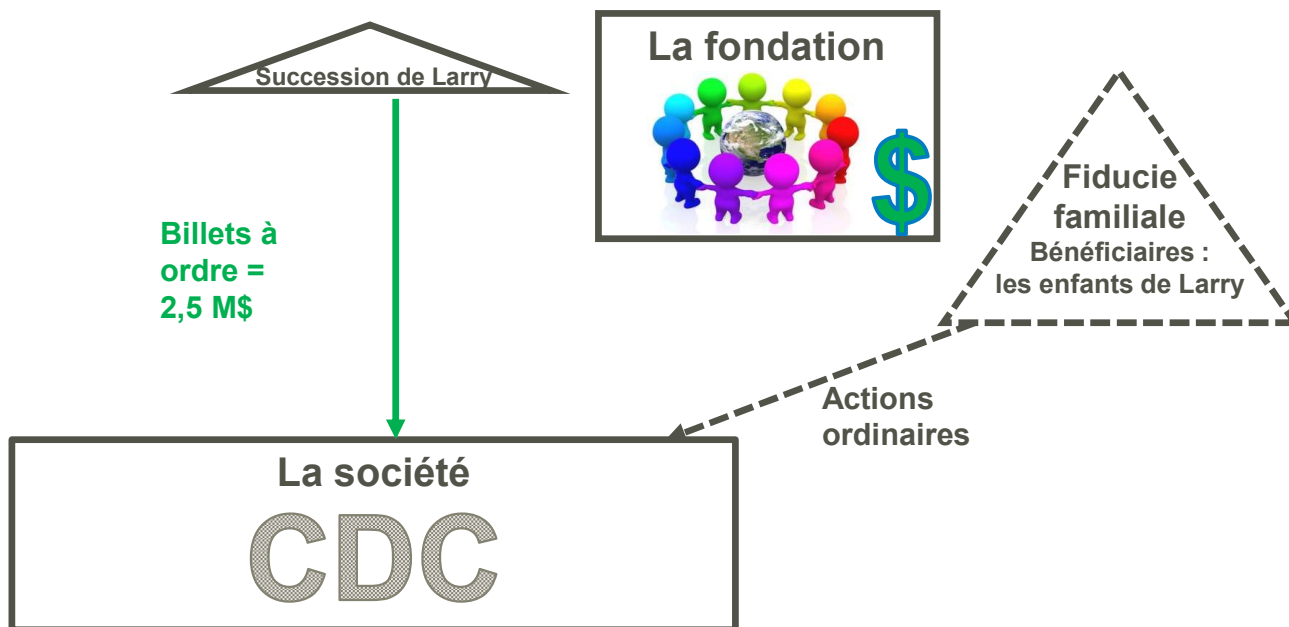 Succession de Larry
La fondation
$
Fiducie
familiale
Bénéficiaires :
les enfants de Larry
Billets à
ordre =
2,5 M$
Actions
ordinaires
La société
CDC